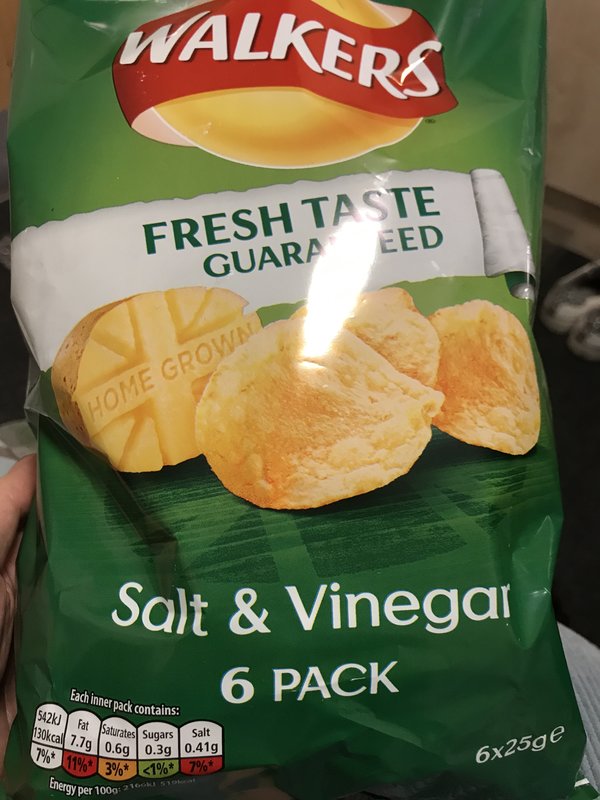 WALKERS
FRESH TASTE
GUARA EED
HOME GROWN
Salt & Vinegar
6 PACK
Each inner pack contains:
542kJ 130kcal 7%*
Fat 7.7g 11%*
Saturates 0.6g 3%*
Sugars 0.3g <1%*
Salt 0.41g 7%*
Energy per 100g: 2166kJ 519kcal
6x25g℮